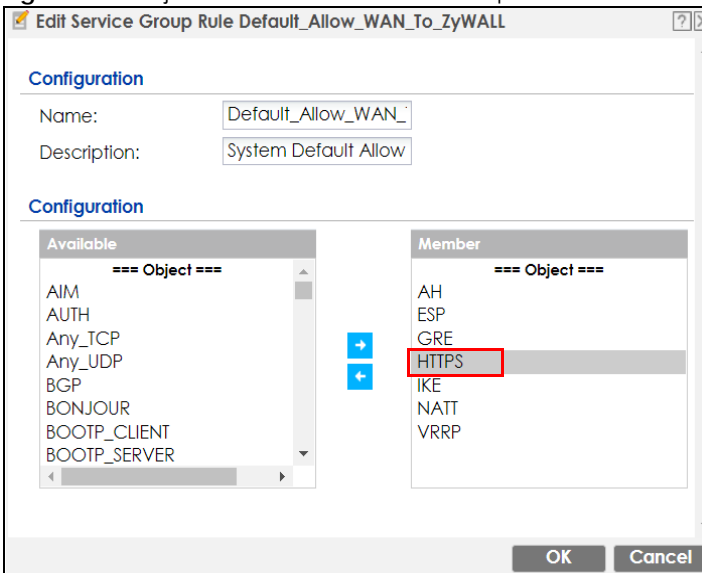 Edit Service Group Rule Default_Allow_WAN_To_ZyWALL
?
Configuration
Name:
Default_Allow_WAN_
Description:
System Default Allow
Configuration
Available
=== Object ===
AIM
AUTH
Any_TCP
Any_UDP
BGP
BONJOUR
BOOTP_CLIENT
BOOTP_SERVER
Member
=== Object ===
AH
ESP
GRE
HTTPS
IKE
NATT
VRRP
OK
Cancel